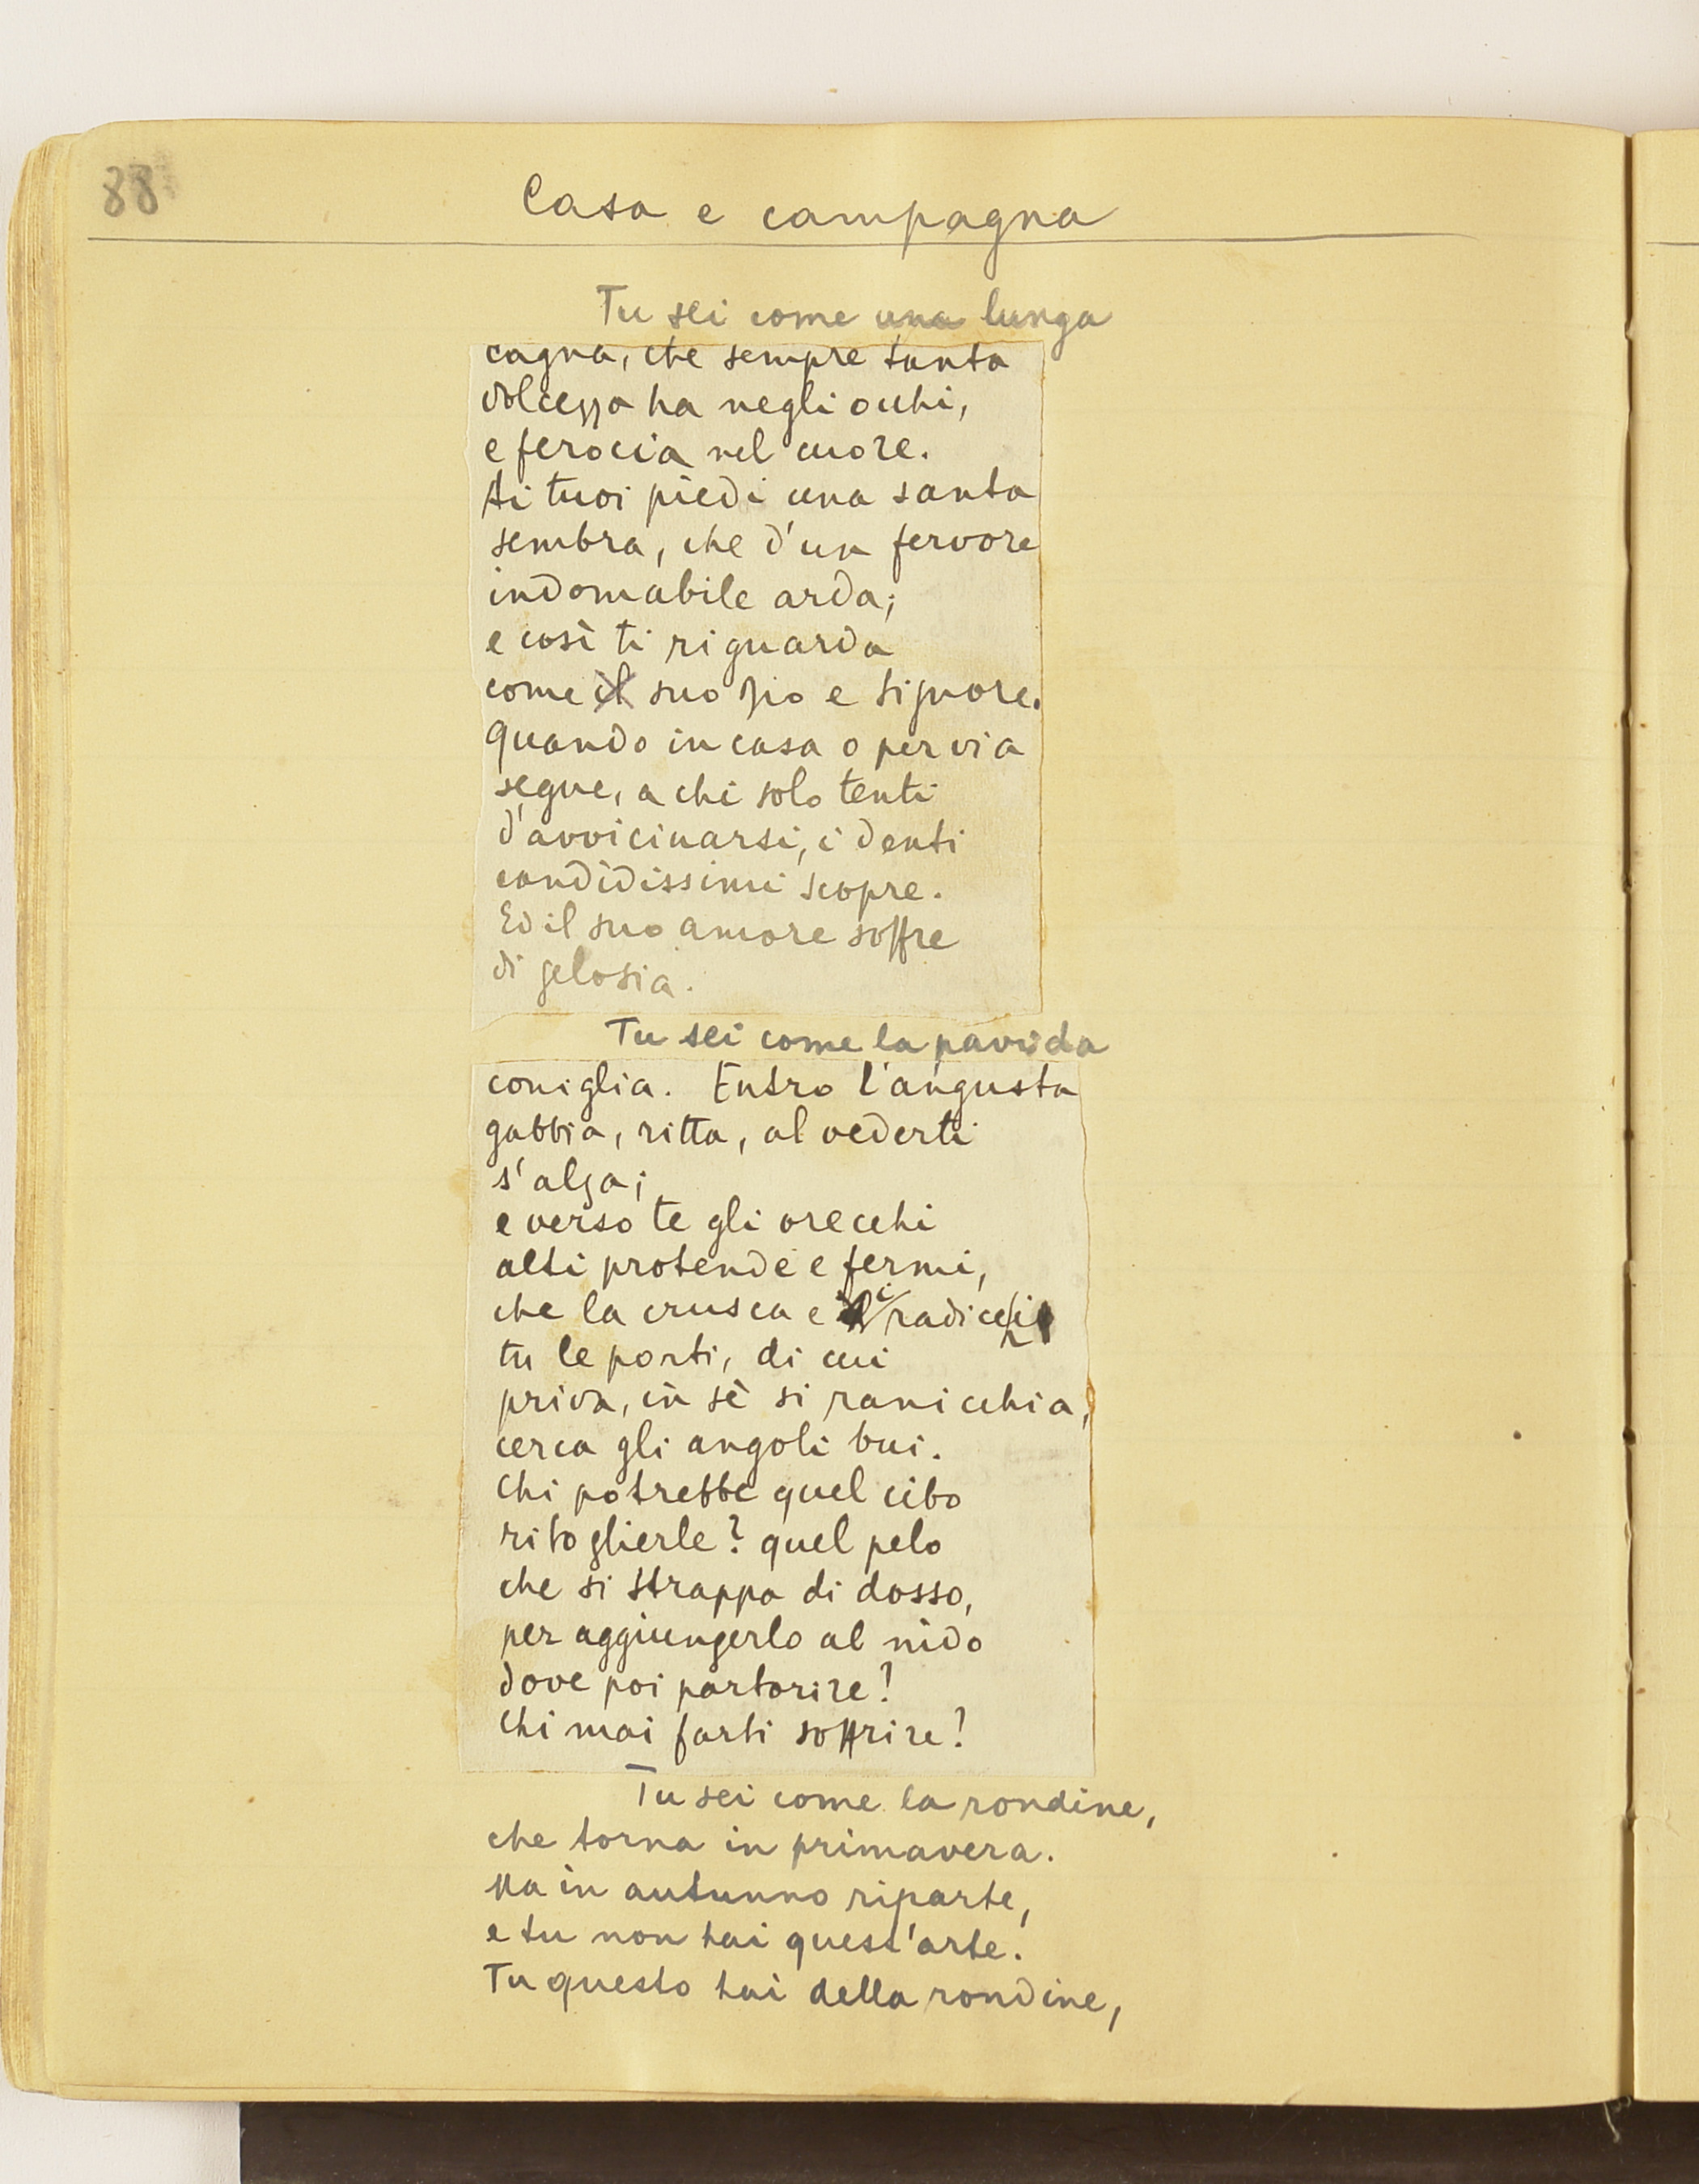 88
Casa e campagna
Tu sei come una lunga
cagna, che sempre tanta
dolcezza ha negli occhi,
e ferocia nel cuore.
Ai tuoi piedi una santa
sembra, che d'un fervore
indomabile arda;
e così ti riguarda
come il suo Dio e Signore.
Quando in casa o per via
segue, a chi solo tenti
d'avvicinarsi, i denti
candidissimi scopre.
Ed il suo amore soffre
di gelosia.
Tu sei come la pavida
coniglia. Entro l'angusta
gabbia, ritta, al vederti
s'alza;
e verso te gli orecchi
alti protende e fermi,
che la crusca e i radicchi
tu le porti, di cui
priva, in sè si rannicchia,
cerca gli angoli bui.
Chi potrebbe quel cibo
ritoglierle? quel pelo
che si strappa di dosso,
per aggiungerlo al nido
dove poi partorire?
Chi mai farti soffrire?
Tu sei come la rondine,
che torna in primavera.
Ma in autunno riparte,
e tu non hai quest'arte.
Tu questo hai della rondine,